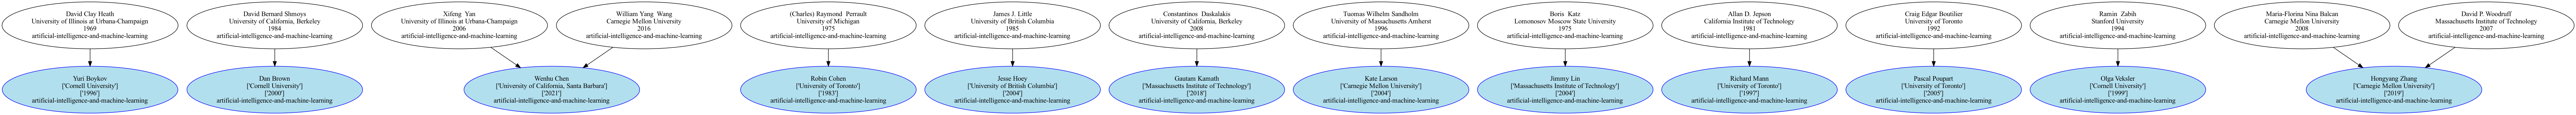 David Clay Heath
University of Illinois at Urbana-Champaign
1969
artificial-intelligence-and-machine-learning
David Bernard Shmoys
University of California, Berkeley
1984
artificial-intelligence-and-machine-learning
Xifeng Yan
University of Illinois at Urbana-Champaign
2006
artificial-intelligence-and-machine-learning
William Yang Wang
Carnegie Mellon University
2016
artificial-intelligence-and-machine-learning
(Charles) Raymond Perrault
University of Michigan
1975
artificial-intelligence-and-machine-learning
James J. Little
University of British Columbia
1985
artificial-intelligence-and-machine-learning
Constantinos Daskalakis
University of California, Berkeley
2008
artificial-intelligence-and-machine-learning
Tuomas Wilhelm Sandholm
University of Massachusetts Amherst
1996
artificial-intelligence-and-machine-learning
Boris Katz
Lomonosov Moscow State University
1975
artificial-intelligence-and-machine-learning
Allan D. Jepson
California Institute of Technology
1981
artificial-intelligence-and-machine-learning
Craig Edgar Boutilier
University of Toronto
1992
artificial-intelligence-and-machine-learning
Ramin Zabih
Stanford University
1994
artificial-intelligence-and-machine-learning
Maria-Florina Nina Balcan
Carnegie Mellon University
2008
artificial-intelligence-and-machine-learning
David P. Woodruff
Massachusetts Institute of Technology
2007
artificial-intelligence-and-machine-learning
Yuri Boykov
['Cornell University']
['1996']
artificial-intelligence-and-machine-learning
Dan Brown
['Cornell University']
['2000']
artificial-intelligence-and-machine-learning
Wenhu Chen
['University of California, Santa Barbara']
['2021']
artificial-intelligence-and-machine-learning
Robin Cohen
['University of Toronto']
['1983']
artificial-intelligence-and-machine-learning
Jesse Hoey
['University of British Columbia']
['2004']
artificial-intelligence-and-machine-learning
Gautam Kamath
['Massachusetts Institute of Technology']
['2018']
artificial-intelligence-and-machine-learning
Kate Larson
['Carnegie Mellon University']
['2004']
artificial-intelligence-and-machine-learning
Jimmy Lin
['Massachusetts Institute of Technology']
['2004']
artificial-intelligence-and-machine-learning
Richard Mann
['University of Toronto']
['1997']
artificial-intelligence-and-machine-learning
Pascal Poupart
['University of Toronto']
['2005']
artificial-intelligence-and-machine-learning
Olga Veksler
['Cornell University']
['1999']
artificial-intelligence-and-machine-learning
Hongyang Zhang
['Carnegie Mellon University']
['2019']
artificial-intelligence-and-machine-learning